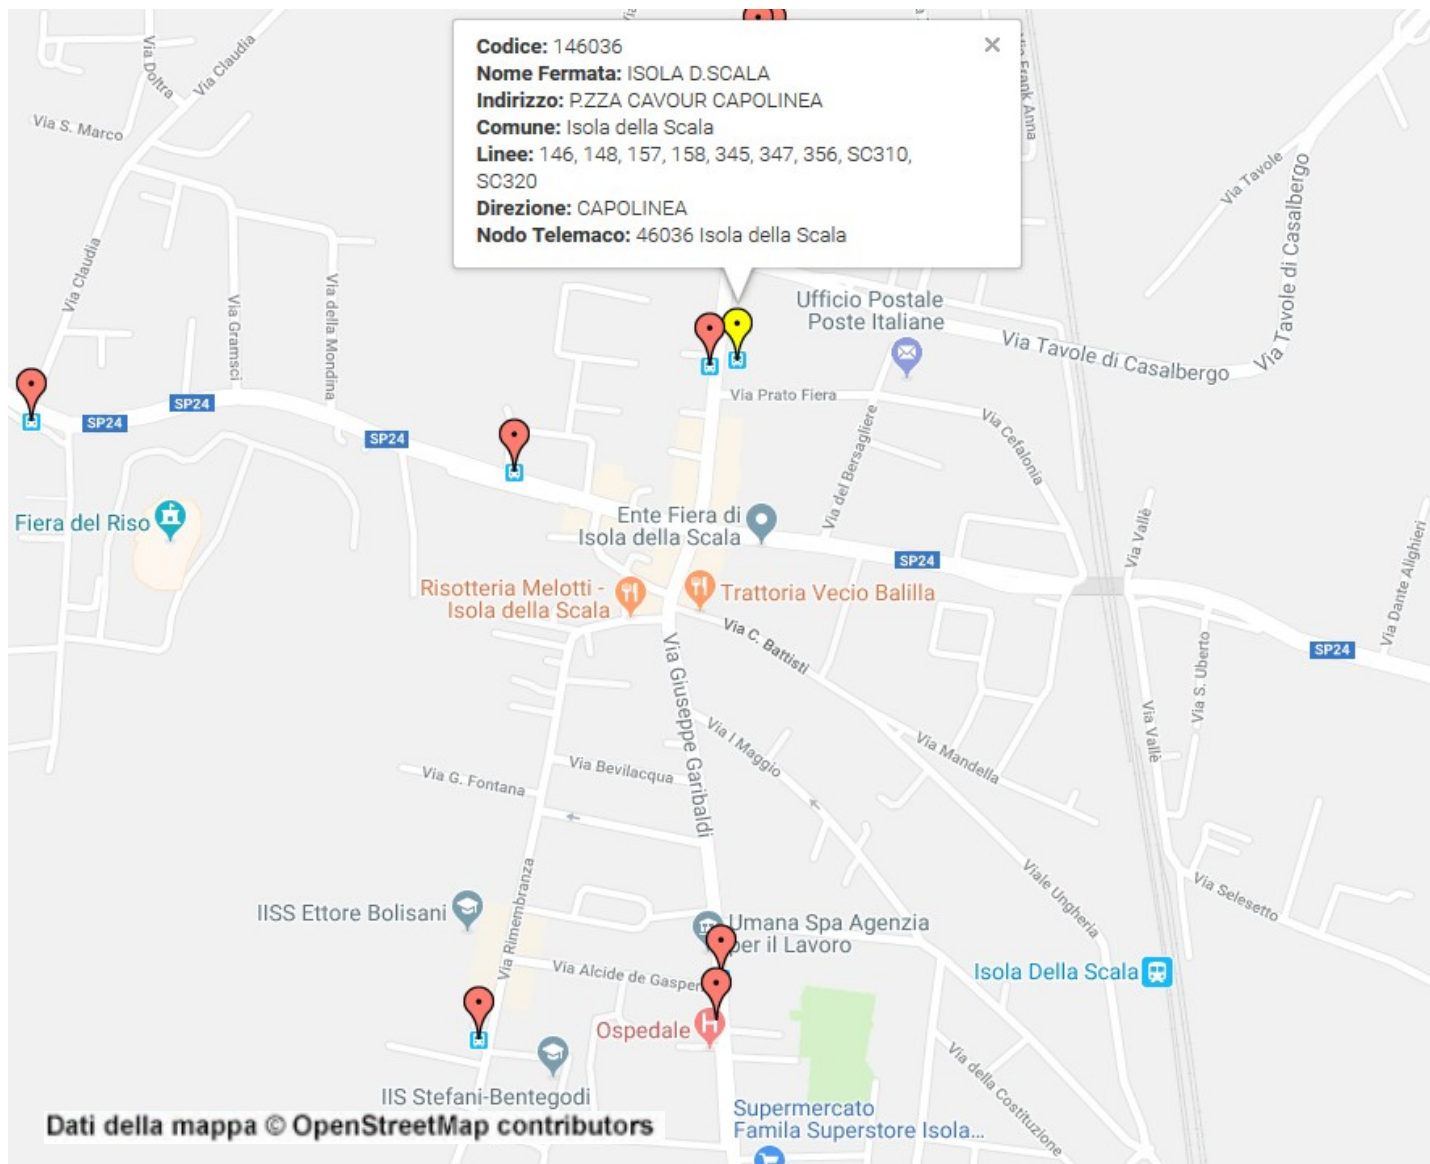 Codice: 146036
Nome Fermata: ISOLA D.SCALA
Indirizzo: P.ZZA CAVOUR CAPOLINEA
Comune: Isola della Scala
Linee: 146, 148, 157, 158, 345, 347, 356, SC310,
SC320
Direzione: CAPOLINEA
Nodo Telemaco: 46036 Isola della Scala
Via Doltra
Via Claudia
Via S. Marco
Frank Anna
Via Tavole
Via Tavole di Casalbergo
Via Claudia
Via Gramsci
Via della Mondina
Ufficio Postale
Poste Italiane
Via Tavole di Casalbergo
Via Prato Fiera
SP24
SP24
SP24
Via del Bersagliere
Via Cefalonia
Fiera del Riso
Ente Fiera di
Isola della Scala
Via Vallè
Via Dante Alighieri
SP24
Risotteria Melotti -
Isola della Scala
Trattoria Vecio Balilla
Via C. Battisti
Via S. Uberto
SP24
Via Giuseppe Garibaldi
Via I Maggio
Via Vallè
Via Mandella
Via Bevilacqua
Via G. Fontana
Via Rimembranza
Viale Ungheria
Via Selesetto
IISS Ettore Bolisani
Umana Spa Agenzia
per il Lavoro
Via Alcide de Gasper
Isola Della Scala
Ospedale
H
IIS Stefani-Bentegodi
Via della Costituzione
Supermercato
Famila Superstore Isola...
Dati della mappa © OpenStreetMap contributors